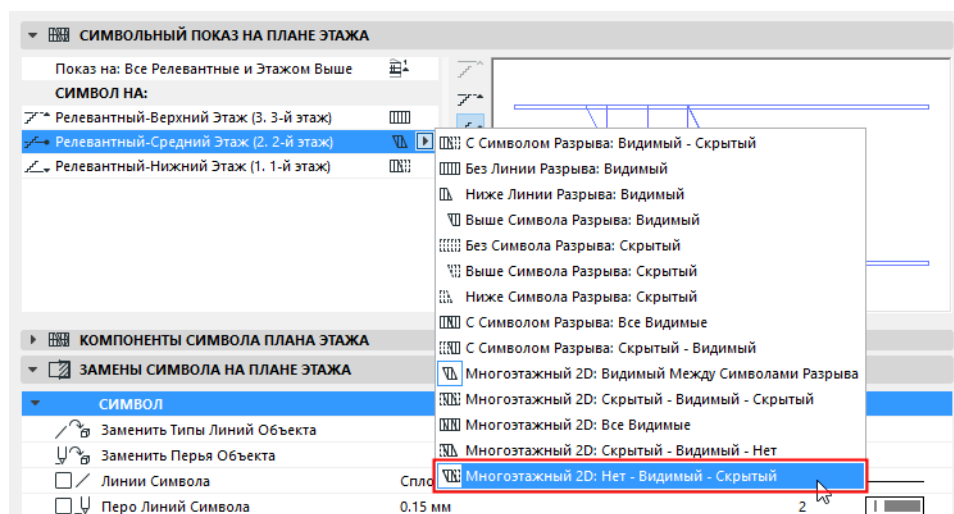 СИМВОЛЬНЫЙ ПОКАЗ НА ПЛАНЕ ЭТАЖА
Показ на: Все Релевантные и Этажом Выше
СИМВОЛ НА:
Релевантный-Верхний Этаж (3. 3-й этаж)
Релевантный-Средний Этаж (2. 2-й этаж)
Релевантный-Нижний Этаж (1. 1-й этаж)
С Символом Разрыва: Видимый - Скрытый
Без Линии Разрыва: Видимый
Ниже Линии Разрыва: Видимый
Выше Символа Разрыва: Видимый
Без Символа Разрыва: Скрытый
Выше Символа Разрыва: Скрытый
Ниже Символа Разрыва: Скрытый
С Символом Разрыва: Все Видимые
С Символом Разрыва: Скрытый - Видимый
Многоэтажный 2D: Видимый Между Символами Разрыва
Многоэтажный 2D: Скрытый - Видимый - Скрытый
Многоэтажный 2D: Все Видимые
Многоэтажный 2D: Скрытый - Видимый - Нет
Многоэтажный 2D: Нет - Видимый - Скрытый
КОМПОНЕНТЫ СИМВОЛА ПЛАНА ЭТАЖА
ЗАМЕНЫ СИМВОЛА НА ПЛАНЕ ЭТАЖА
СИМВОЛ
Заменить Типы Линий Объекта
Заменить Перья Объекта
Линии Символа Спло
Перо Линий Символа 0.15 мм 2